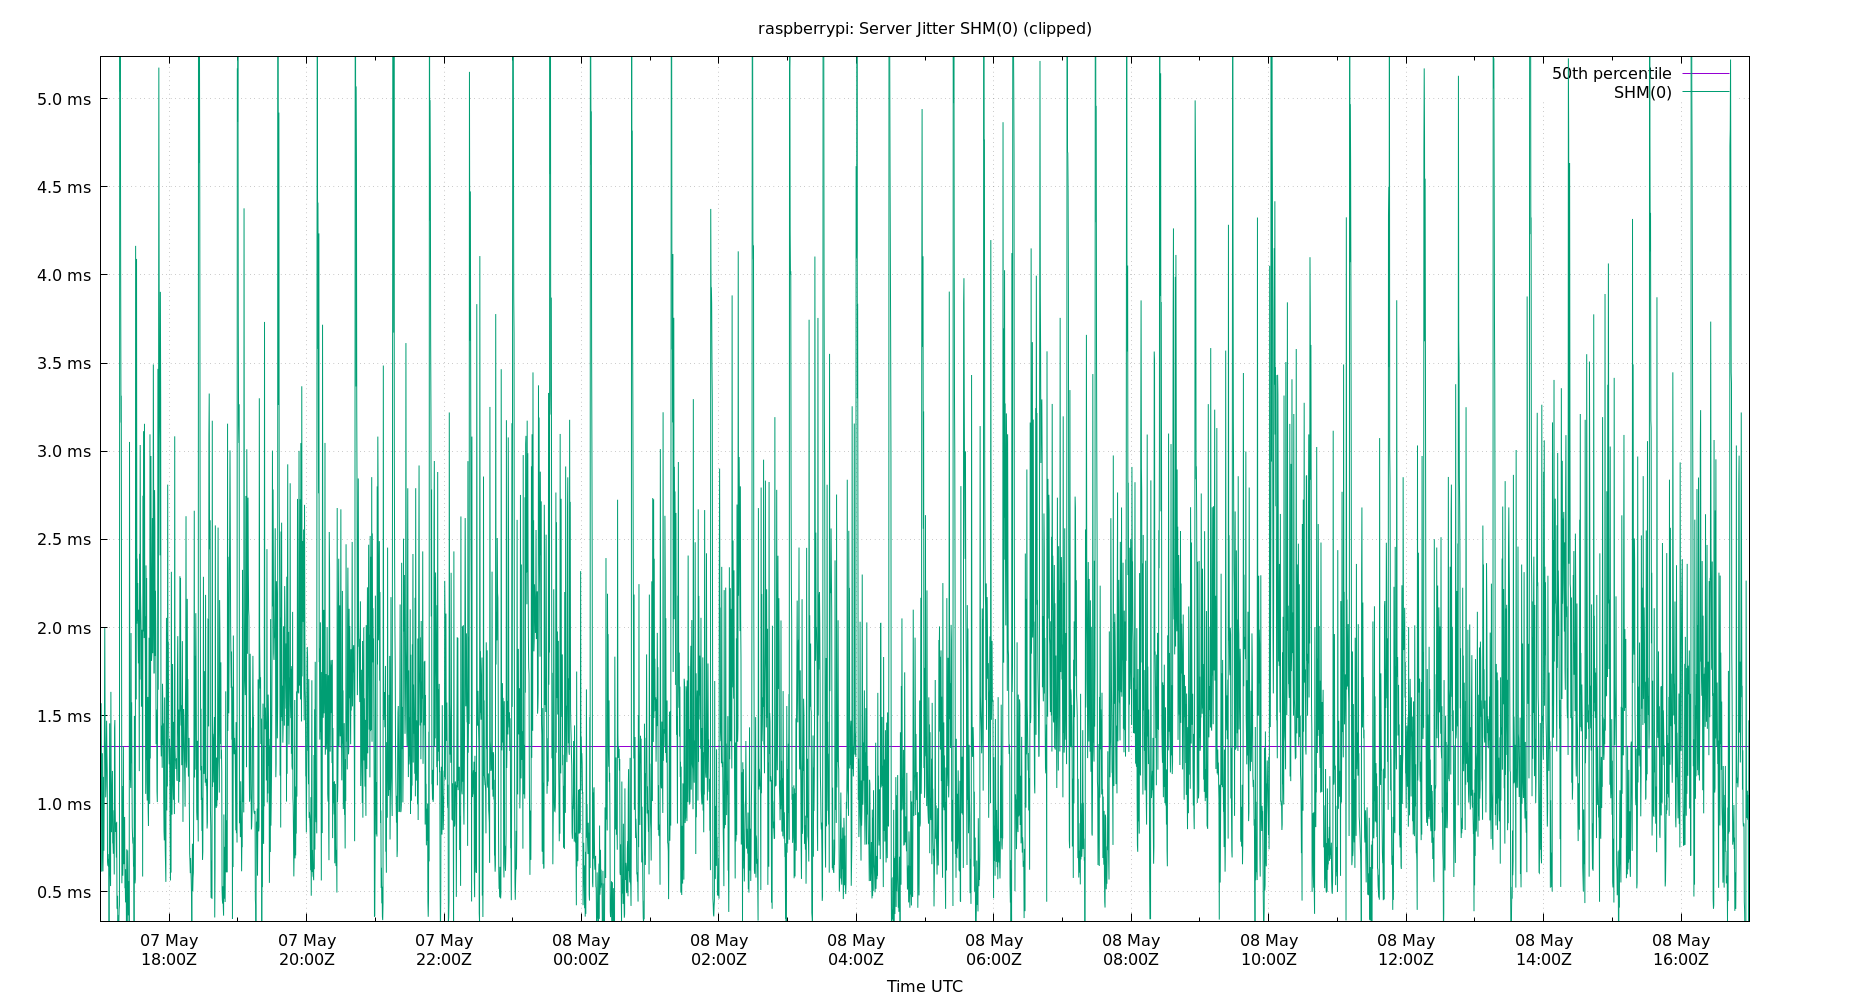 raspberrypi: Server Jitter SHM(0) (clipped)
50th percentile
SHM(0)
5.0 ms
4.5 ms
4.0 ms
3.5 ms
3.0 ms
2.5 ms
2.0 ms
1.5 ms
1.0 ms
0.5 ms
07 May 07 May 07 May 08 May 08 May 08 May 08 May 08 May 08 May 08 May 08 May 08 May
18:00Z 20:00Z 22:00Z 00:00Z 02:00Z 04:00Z 06:00Z 08:00Z 10:00Z 12:00Z 14:00Z 16:00Z
Time UTC